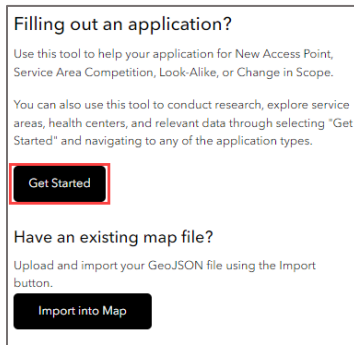 Filling out an application?
Use this tool to help your application for New Access Point,
Service Area Competition, Look-Alike, or Change in Scope.
You can also use this tool to conduct research, explore service
areas, health centers, and relevant data through selecting "Get
Started" and navigating to any of the application types.
Get Started
Have an existing map file?
Upload and import your GeoJSON file using the Import
button.
Import into Map